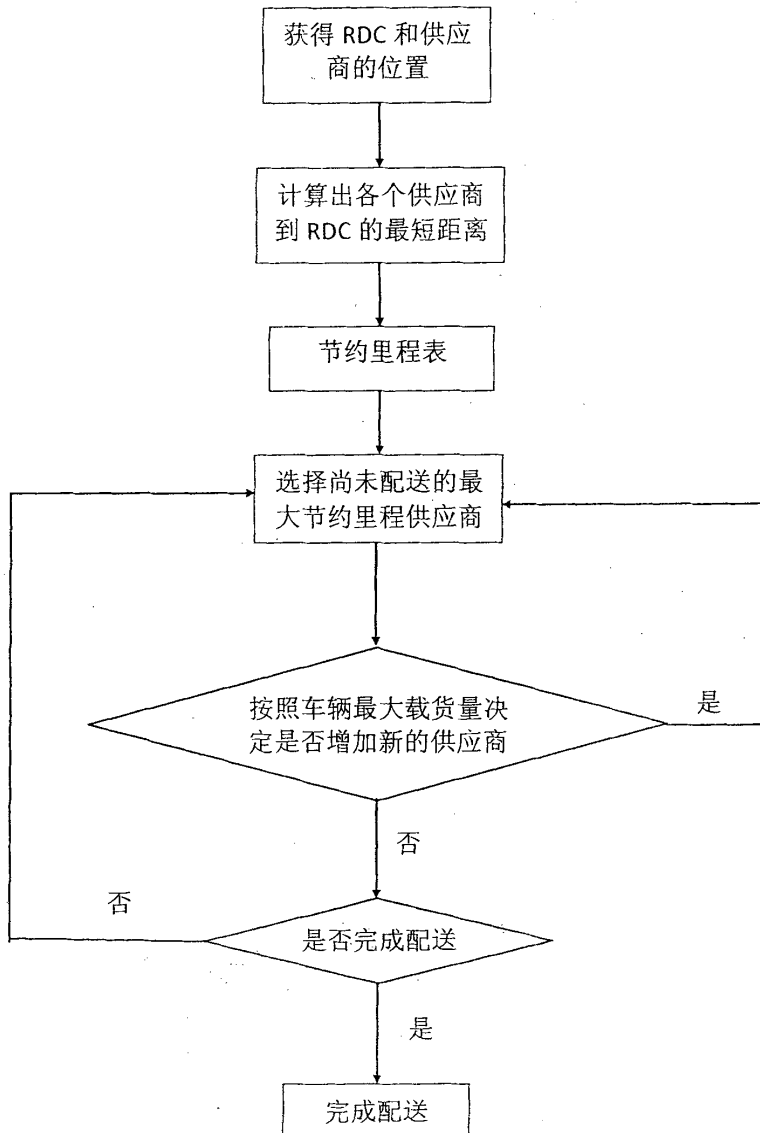 获得 RDC 和供应
商的位置
计算出各个供应商
到 RDC 的最短距离
节约里程表
选择尚未配送的最
大节约里程供应商
按照车辆最大载货量决
定是否增加新的供应商
是
否
否
是否完成配送
是
完成配送